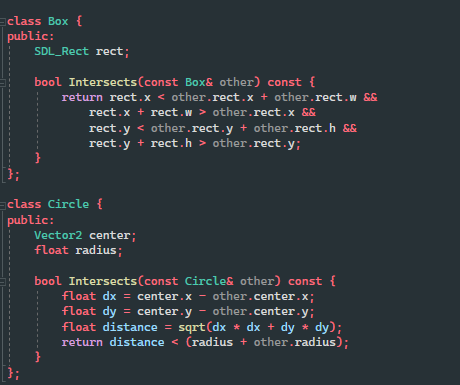 class Box {
public:
    SDL_Rect rect;

    bool Intersects(const Box& other) const {
        return rect.x < other.rect.x + other.rect.w &&
            rect.x + rect.w > other.rect.x &&
            rect.y < other.rect.y + other.rect.h &&
            rect.y + rect.h > other.rect.y;
    }
};

class Circle {
public:
    Vector2 center;
    float radius;

    bool Intersects(const Circle& other) const {
        float dx = center.x - other.center.x;
        float dy = center.y - other.center.y;
        float distance = sqrt(dx * dx + dy * dy);
        return distance < (radius + other.radius);
    }
};